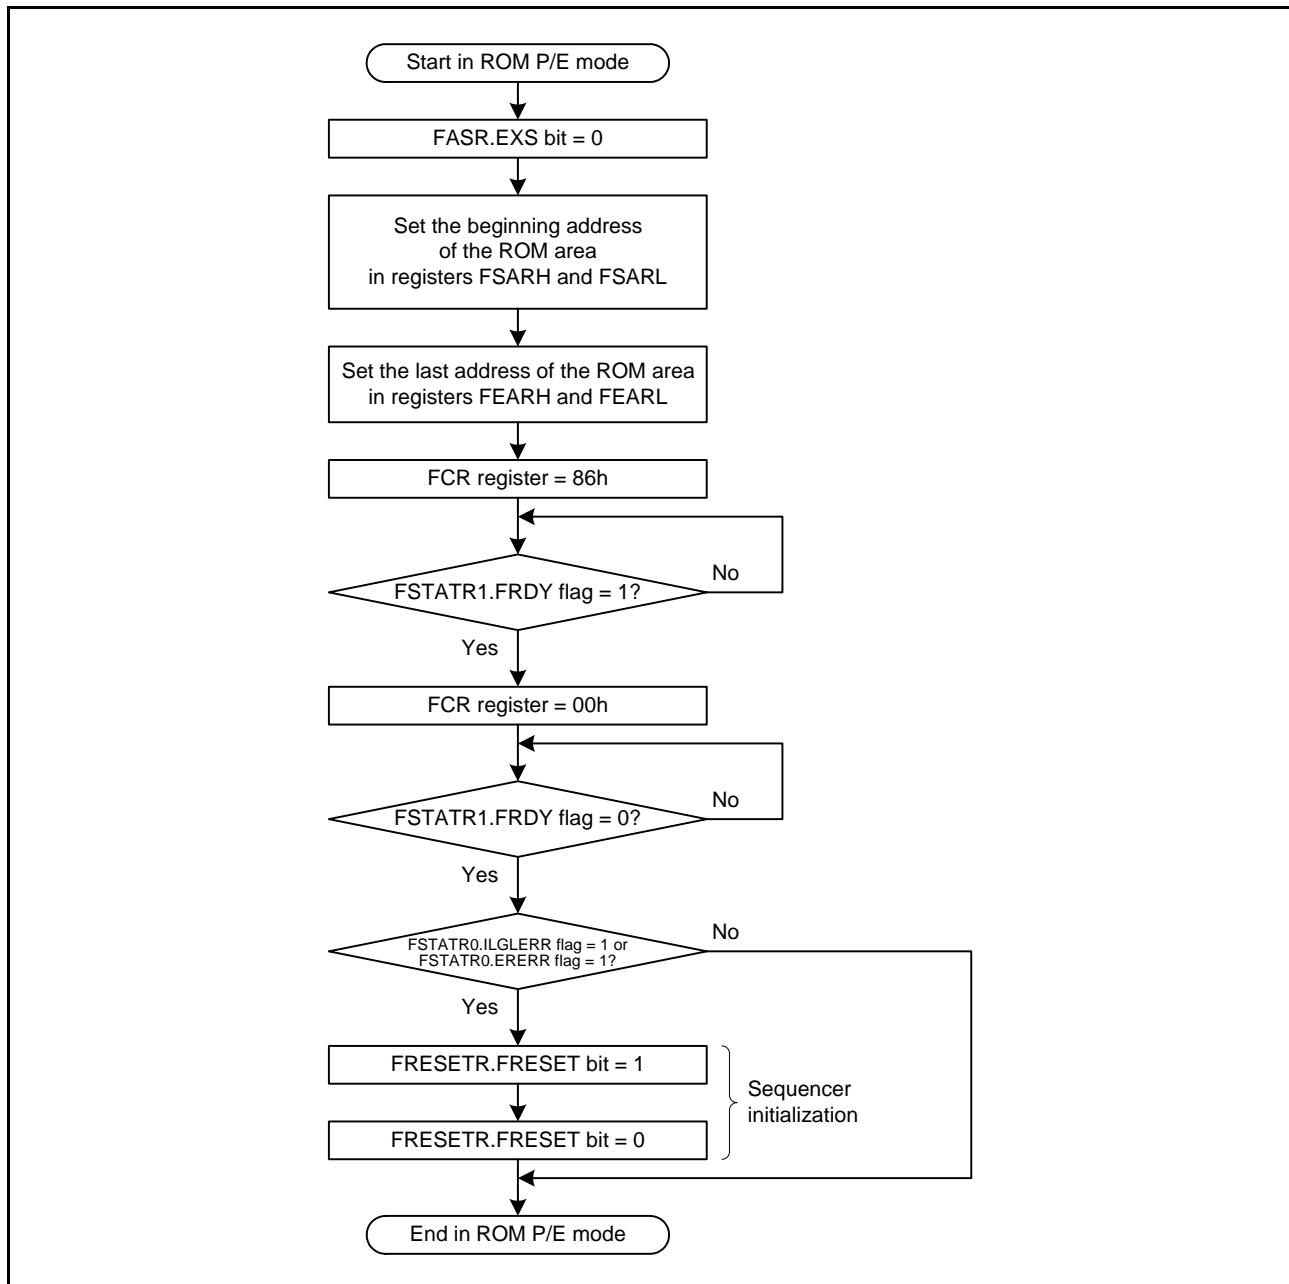 Start in ROM P/E mode
FASR.EXS bit = 0
Set the beginning address
of the ROM area
in registers FSARH and FSARL
Set the last address of the ROM area
in registers FEARH and FEARL
FCR register = 86h
FSTATR1.FRDY flag = 1?
No
Yes
FCR register = 00h
FSTATR1.FRDY flag = 0?
No
Yes
FSTATR0.ILGLERR flag = 1 or
FSTATR0.ERERR flag = 1?
No
Yes
FRESETR.FRESET bit = 1
FRESETR.FRESET bit = 0
Sequencer
initialization
End in ROM P/E mode